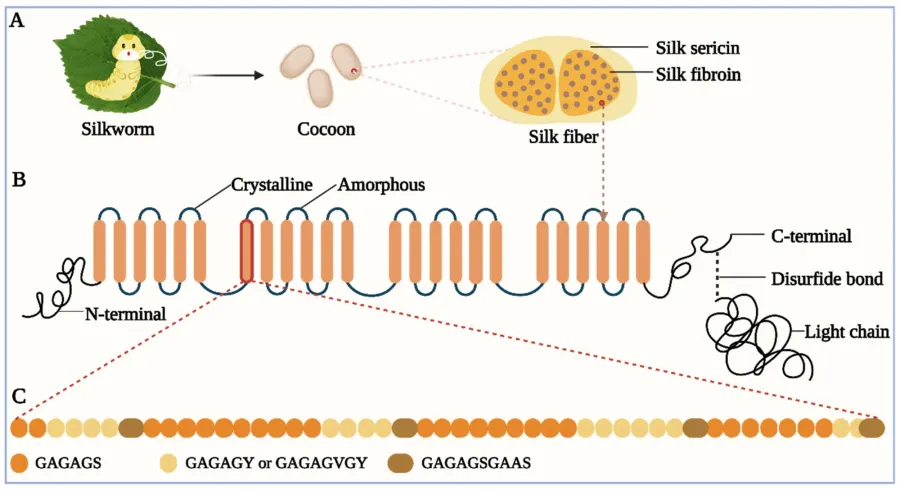 A
Silkworm
Cocoon
Silk sericin
Silk fibroin
Silk fiber
B
Crystalline
Amorphous
N-terminal
C-terminal
Disurfide bond
Light chain
C
GAGAGS
GAGAGY or GAGAGVGY
GAGAGSGAAS